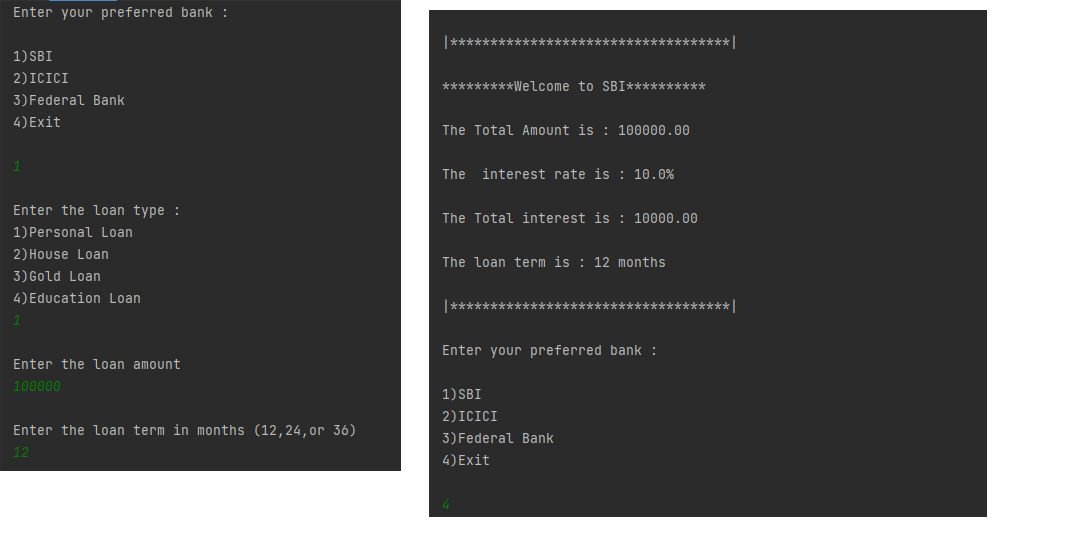 Enter your preferred bank :
1)SBI
2)ICICI
3)Federal Bank
4)Exit
1
Enter the loan type :
1)Personal Loan
2)House Loan
3)Gold Loan
4)Education Loan
1
Enter the loan amount
100000
Enter the loan term in months (12,24,or 36)
12
|***********************************|
*********Welcome to SBI**********
The Total Amount is : 100000.00
The  interest rate is : 10.0%
The Total interest is : 10000.00
The loan term is : 12 months
|***********************************|
Enter your preferred bank :
1)SBI
2)ICICI
3)Federal Bank
4)Exit
4